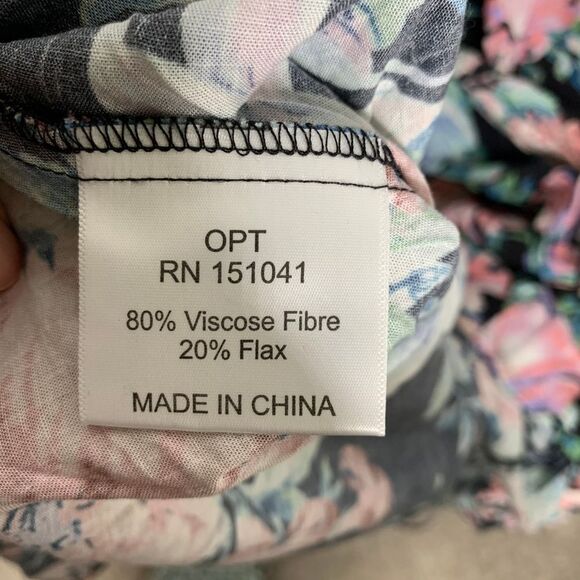 OPT
RN 151041
80% Viscose Fibre
20% Flax
MADE IN CHINA